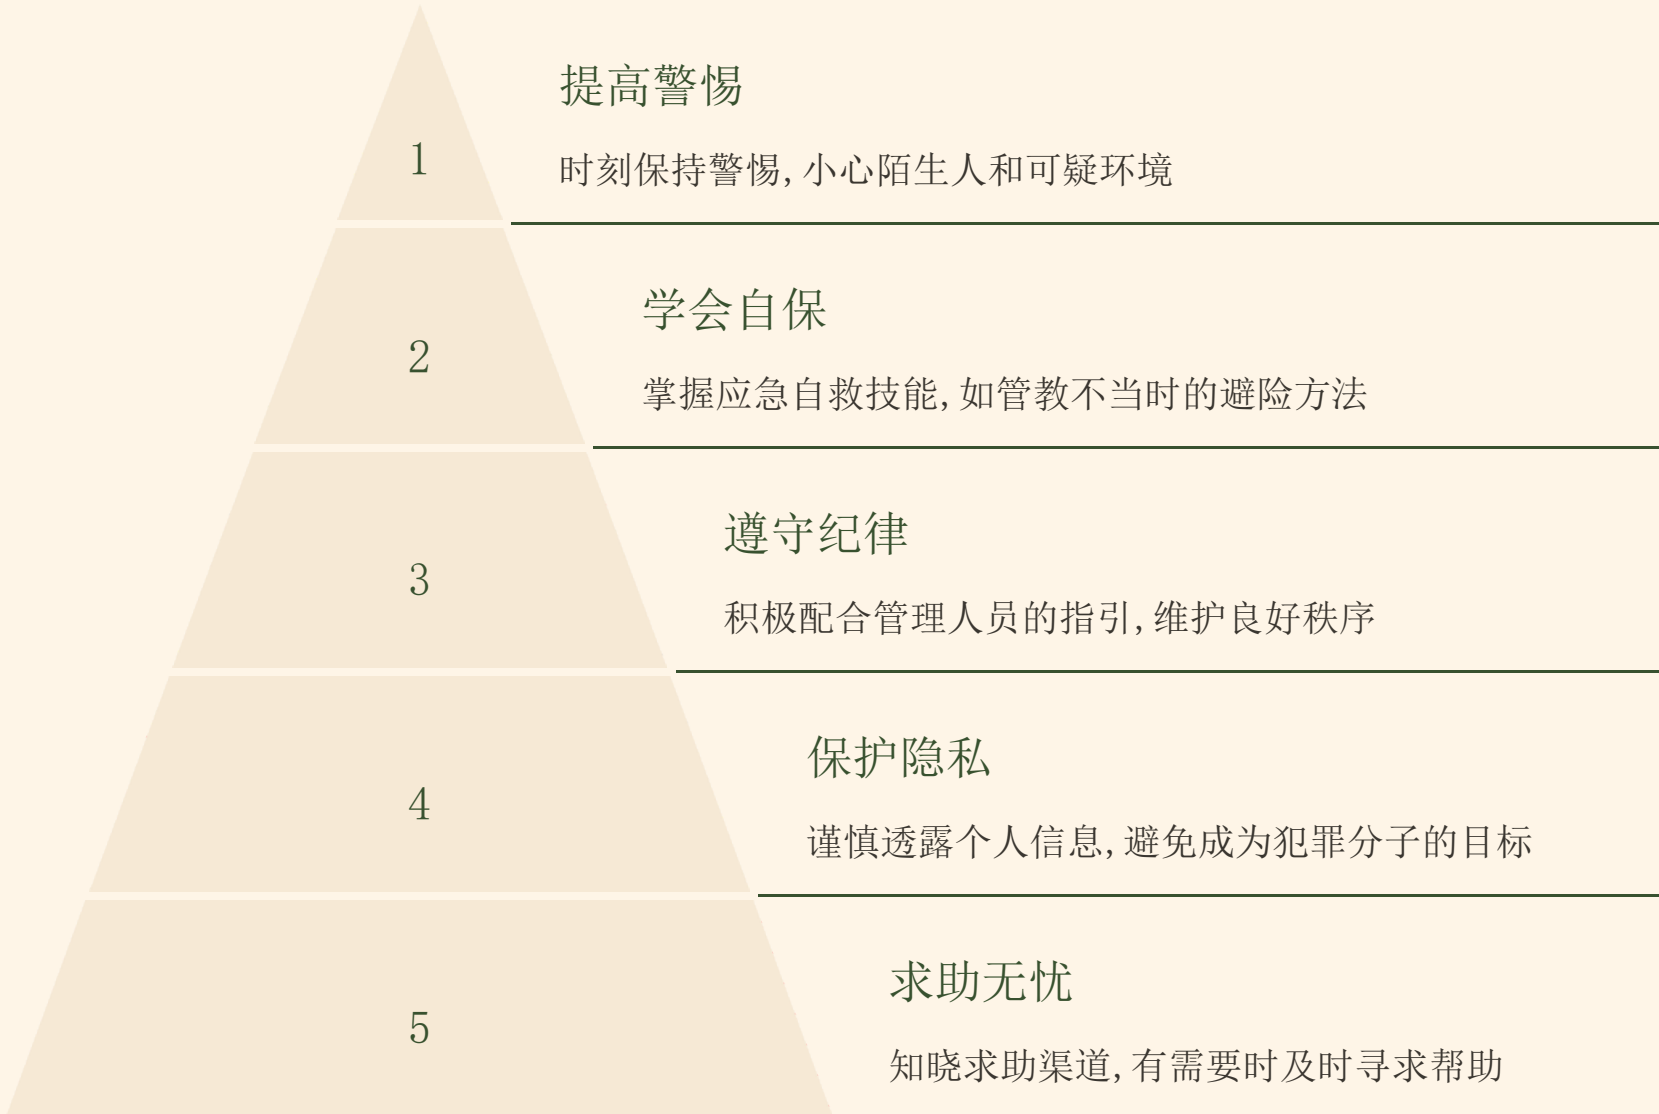 提高警惕
1
时刻保持警惕，小心陌生人和可疑环境
学会自保
2
掌握应急自救技能，如管教不当时的避险方法
遵守纪律
3
积极配合管理人员的指引，维护良好秩序
保护隐私
4
谨慎透露个人信息，避免成为犯罪分子的目标
求助无忧
5
知晓求助渠道，有需要时及时寻求帮助